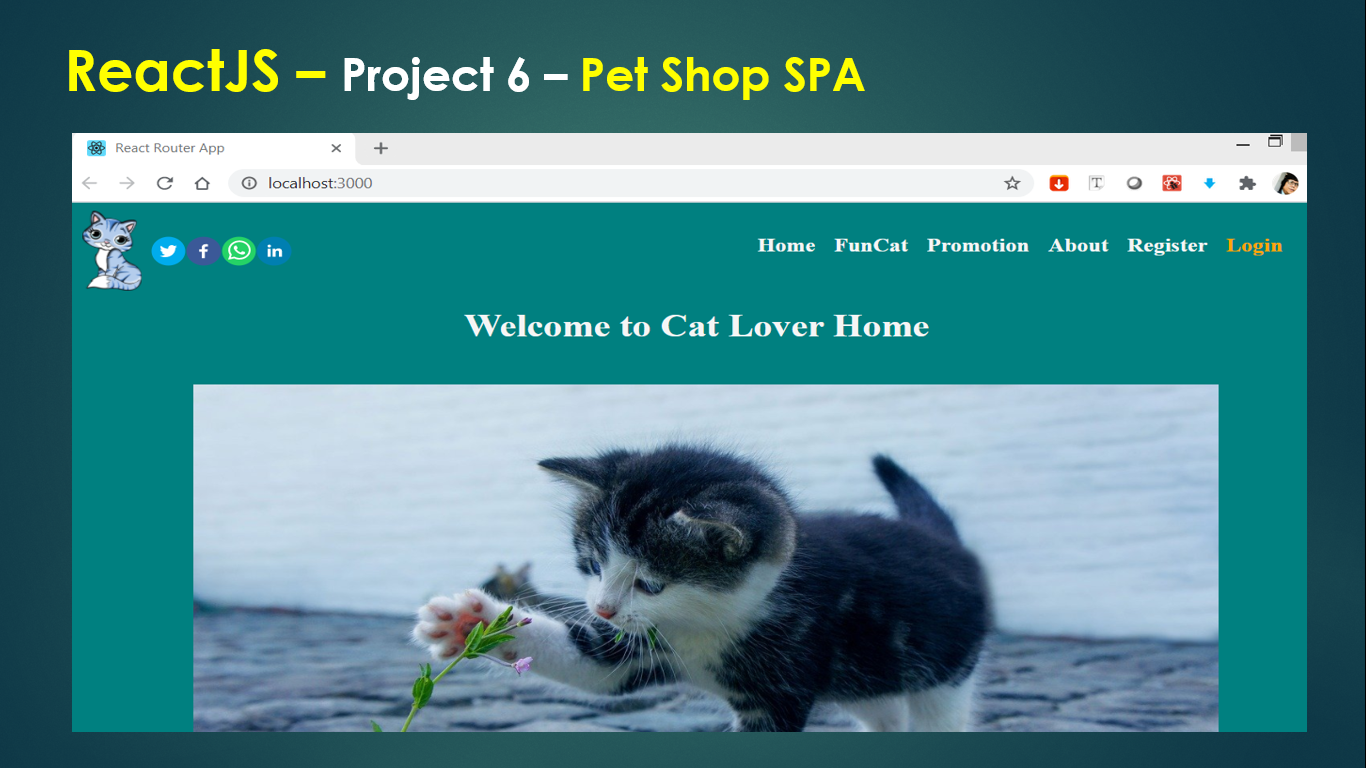 ReactJS – Project 6 – Pet Shop SPA
React Router App
localhost:3000
Home FunCat Promotion About Register Login
Welcome to Cat Lover Home